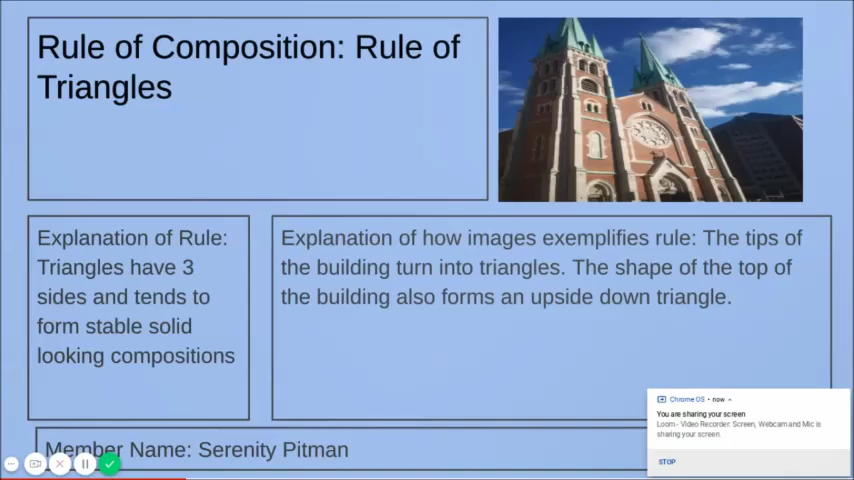 Rule of Composition: Rule of
Triangles
Explanation of Rule:
Triangles have 3
sides and tends to
form stable solid
looking compositions
Explanation of how images exemplifies rule: The tips of
the building turn into triangles. The shape of the top of
the building also forms an upside down triangle.
Member Name: Serenity Pitman
Chrome OS • now
You are sharing your screen
Loom - Video Recorder: Screen, Webcam and Mic is
sharing your screen.
STOP